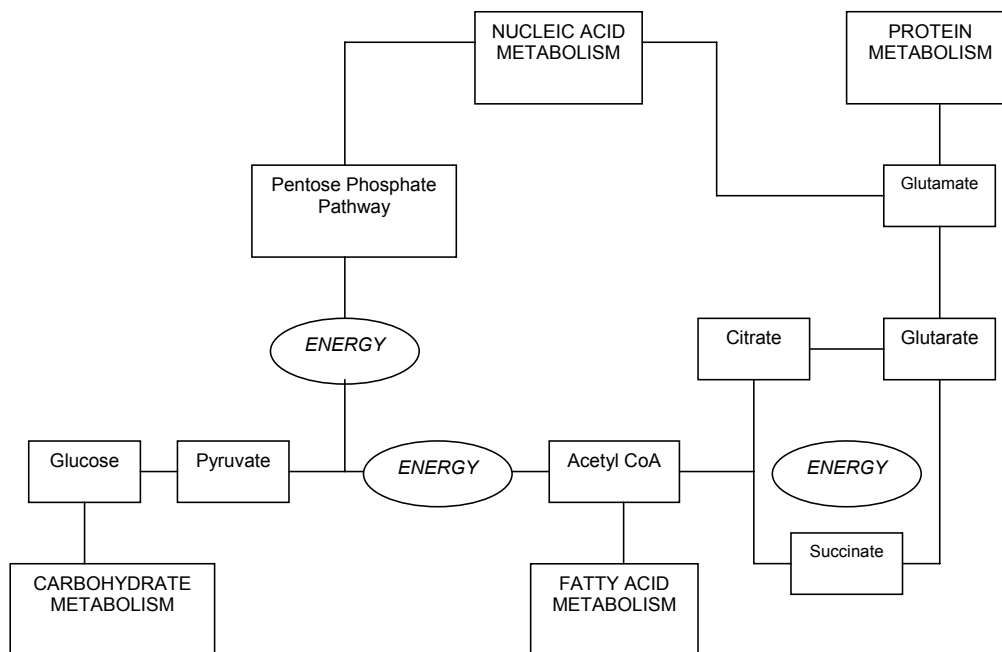 NUCLEIC ACID
METABOLISM
PROTEIN
METABOLISM
Pentose Phosphate
Pathway
Glutamate
ENERGY
Citrate
Glutarate
Glucose
Pyruvate
ENERGY
Acetyl CoA
ENERGY
Succinate
CARBOHYDRATE
METABOLISM
FATTY ACID
METABOLISM